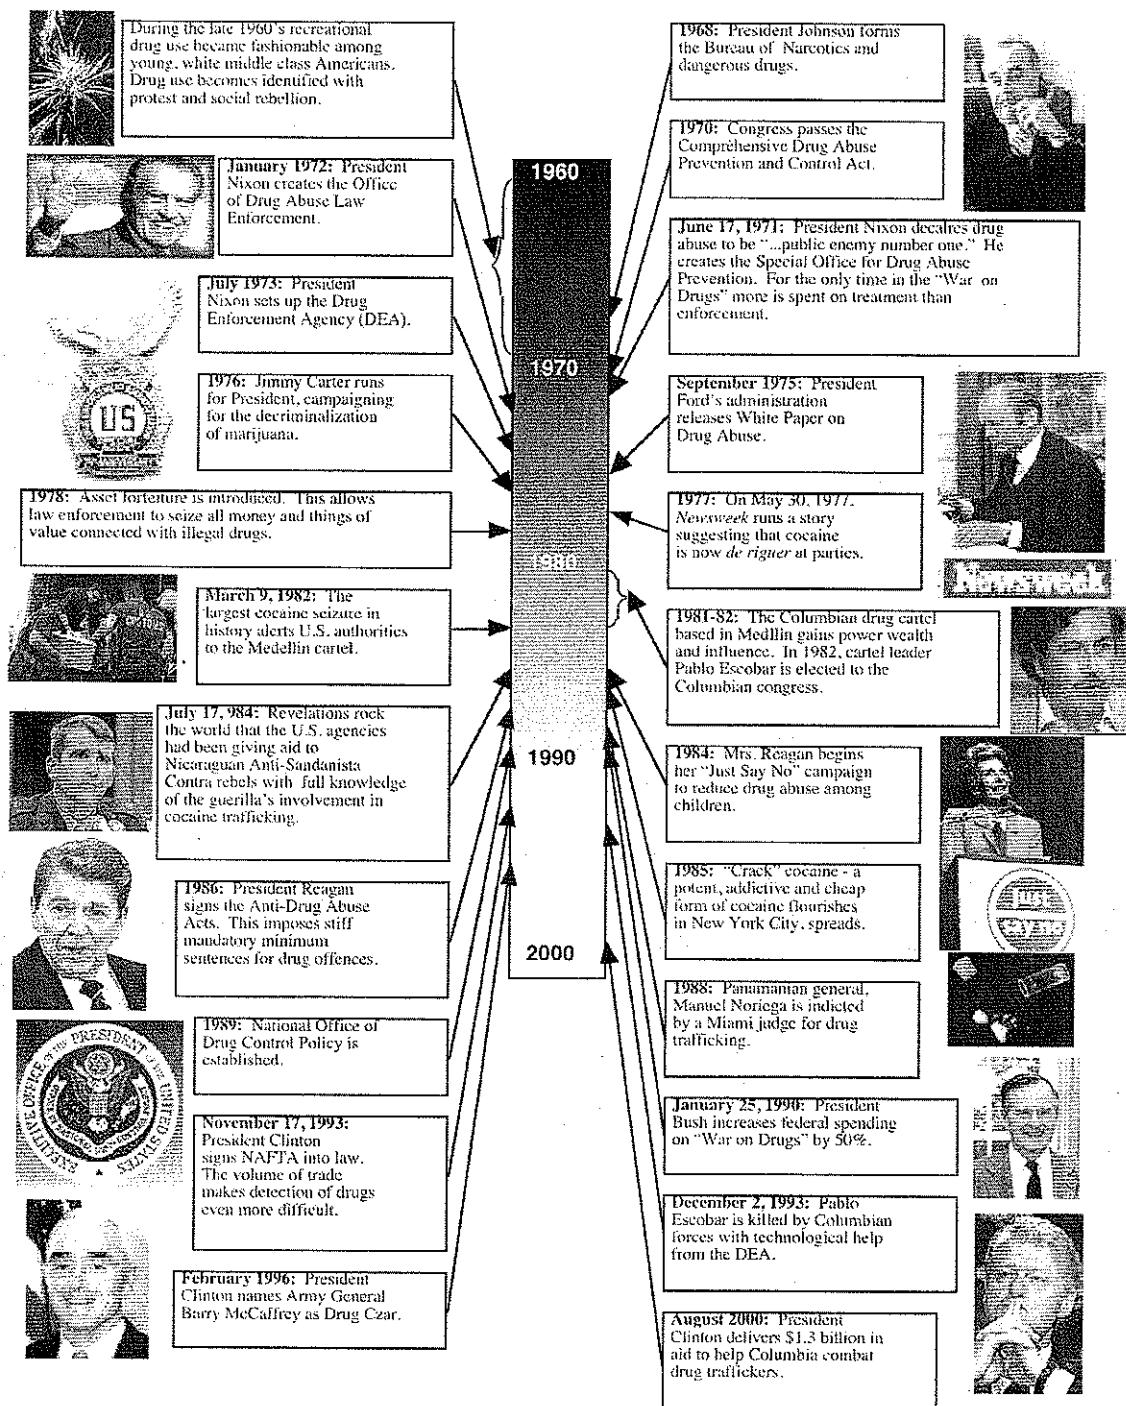 During the late 1960's recreational
drug use became fashionable among
young, white middle class Americans.
Drug use becomes identified with
protest and social rebellion.
January 1972: President
Nixon creates the Office
of Drug Abuse Law
Enforcement.
July 1973: President
Nixon sets up the Drug
Enforcement Agency (DEA).
US
1976: Jimmy Carter runs
for President, campaigning
for the decriminalization
of marijuana.
1978: Asset forfeiture is introduced. This allows
law enforcement to seize all money and things of
value connected with illegal drugs.
March 9, 1982: The
largest cocaine seizure in
history alerts U.S. authorities
to the Medellin cartel.
July 17, 984: Revelations rock
the world that the U.S. agencies
had been giving aid to
Nicaraguan Anti-Sandanista
Contra rebels with full knowledge
of the guerilla's involvement in
cocaine trafficking.
1986: President Reagan
signs the Anti-Drug Abuse
Acts. This imposes stiff
mandatory minimum
sentences for drug offences.
1989: National Office of
Drug Control Policy is
established.
EXECUTIVE OFFICE OF THE PRESIDENT OF THE UNITED STATES
November 17, 1993:
President Clinton
signs NAFTA into law.
The volume of trade
makes detection of drugs
even more difficult.
February 1996: President
Clinton names Army General
Barry McCaffrey as Drug Czar.
1960
1970
1980
1990
2000
1968: President Johnson forms
the Bureau of Narcotics and
dangerous drugs.
1970: Congress passes the
Comprehensive Drug Abuse
Prevention and Control Act.
June 17, 1971: President Nixon decalres drug
abuse to be "...public enemy number one." He
creates the Special Office for Drug Abuse
Prevention. For the only time in the "War on
Drugs" more is spent on treatment than
enforcement.
September 1975: President
Ford's administration
releases White Paper on
Drug Abuse.
1977: On May 30, 1977,
Newsweek runs a story
suggesting that cocaine
is now de riguer at parties.
Newsweek
1981-82: The Columbian drug cartel
based in Medllin gains power wealth
and influence. In 1982, cartel leader
Pablo Escobar is elected to the
Columbian congress.
1984: Mrs. Reagan begins
her "Just Say No" campaign
to reduce drug abuse among
children.
just
say no
1985: "Crack" cocaine - a
potent, addictive and cheap
form of cocaine flourishes
in New York City, spreads.
1988: Panamanian general,
Manuel Noriega is indicted
by a Miami judge for drug
trafficking.
January 25, 1990: President
Bush increases federal spending
on "War on Drugs" by 50%.
December 2, 1993: Pablo
Escobar is killed by Columbian
forces with technological help
from the DEA.
August 2000: President
Clinton delivers $1.3 billion in
aid to help Columbia combat
drug traffickers.